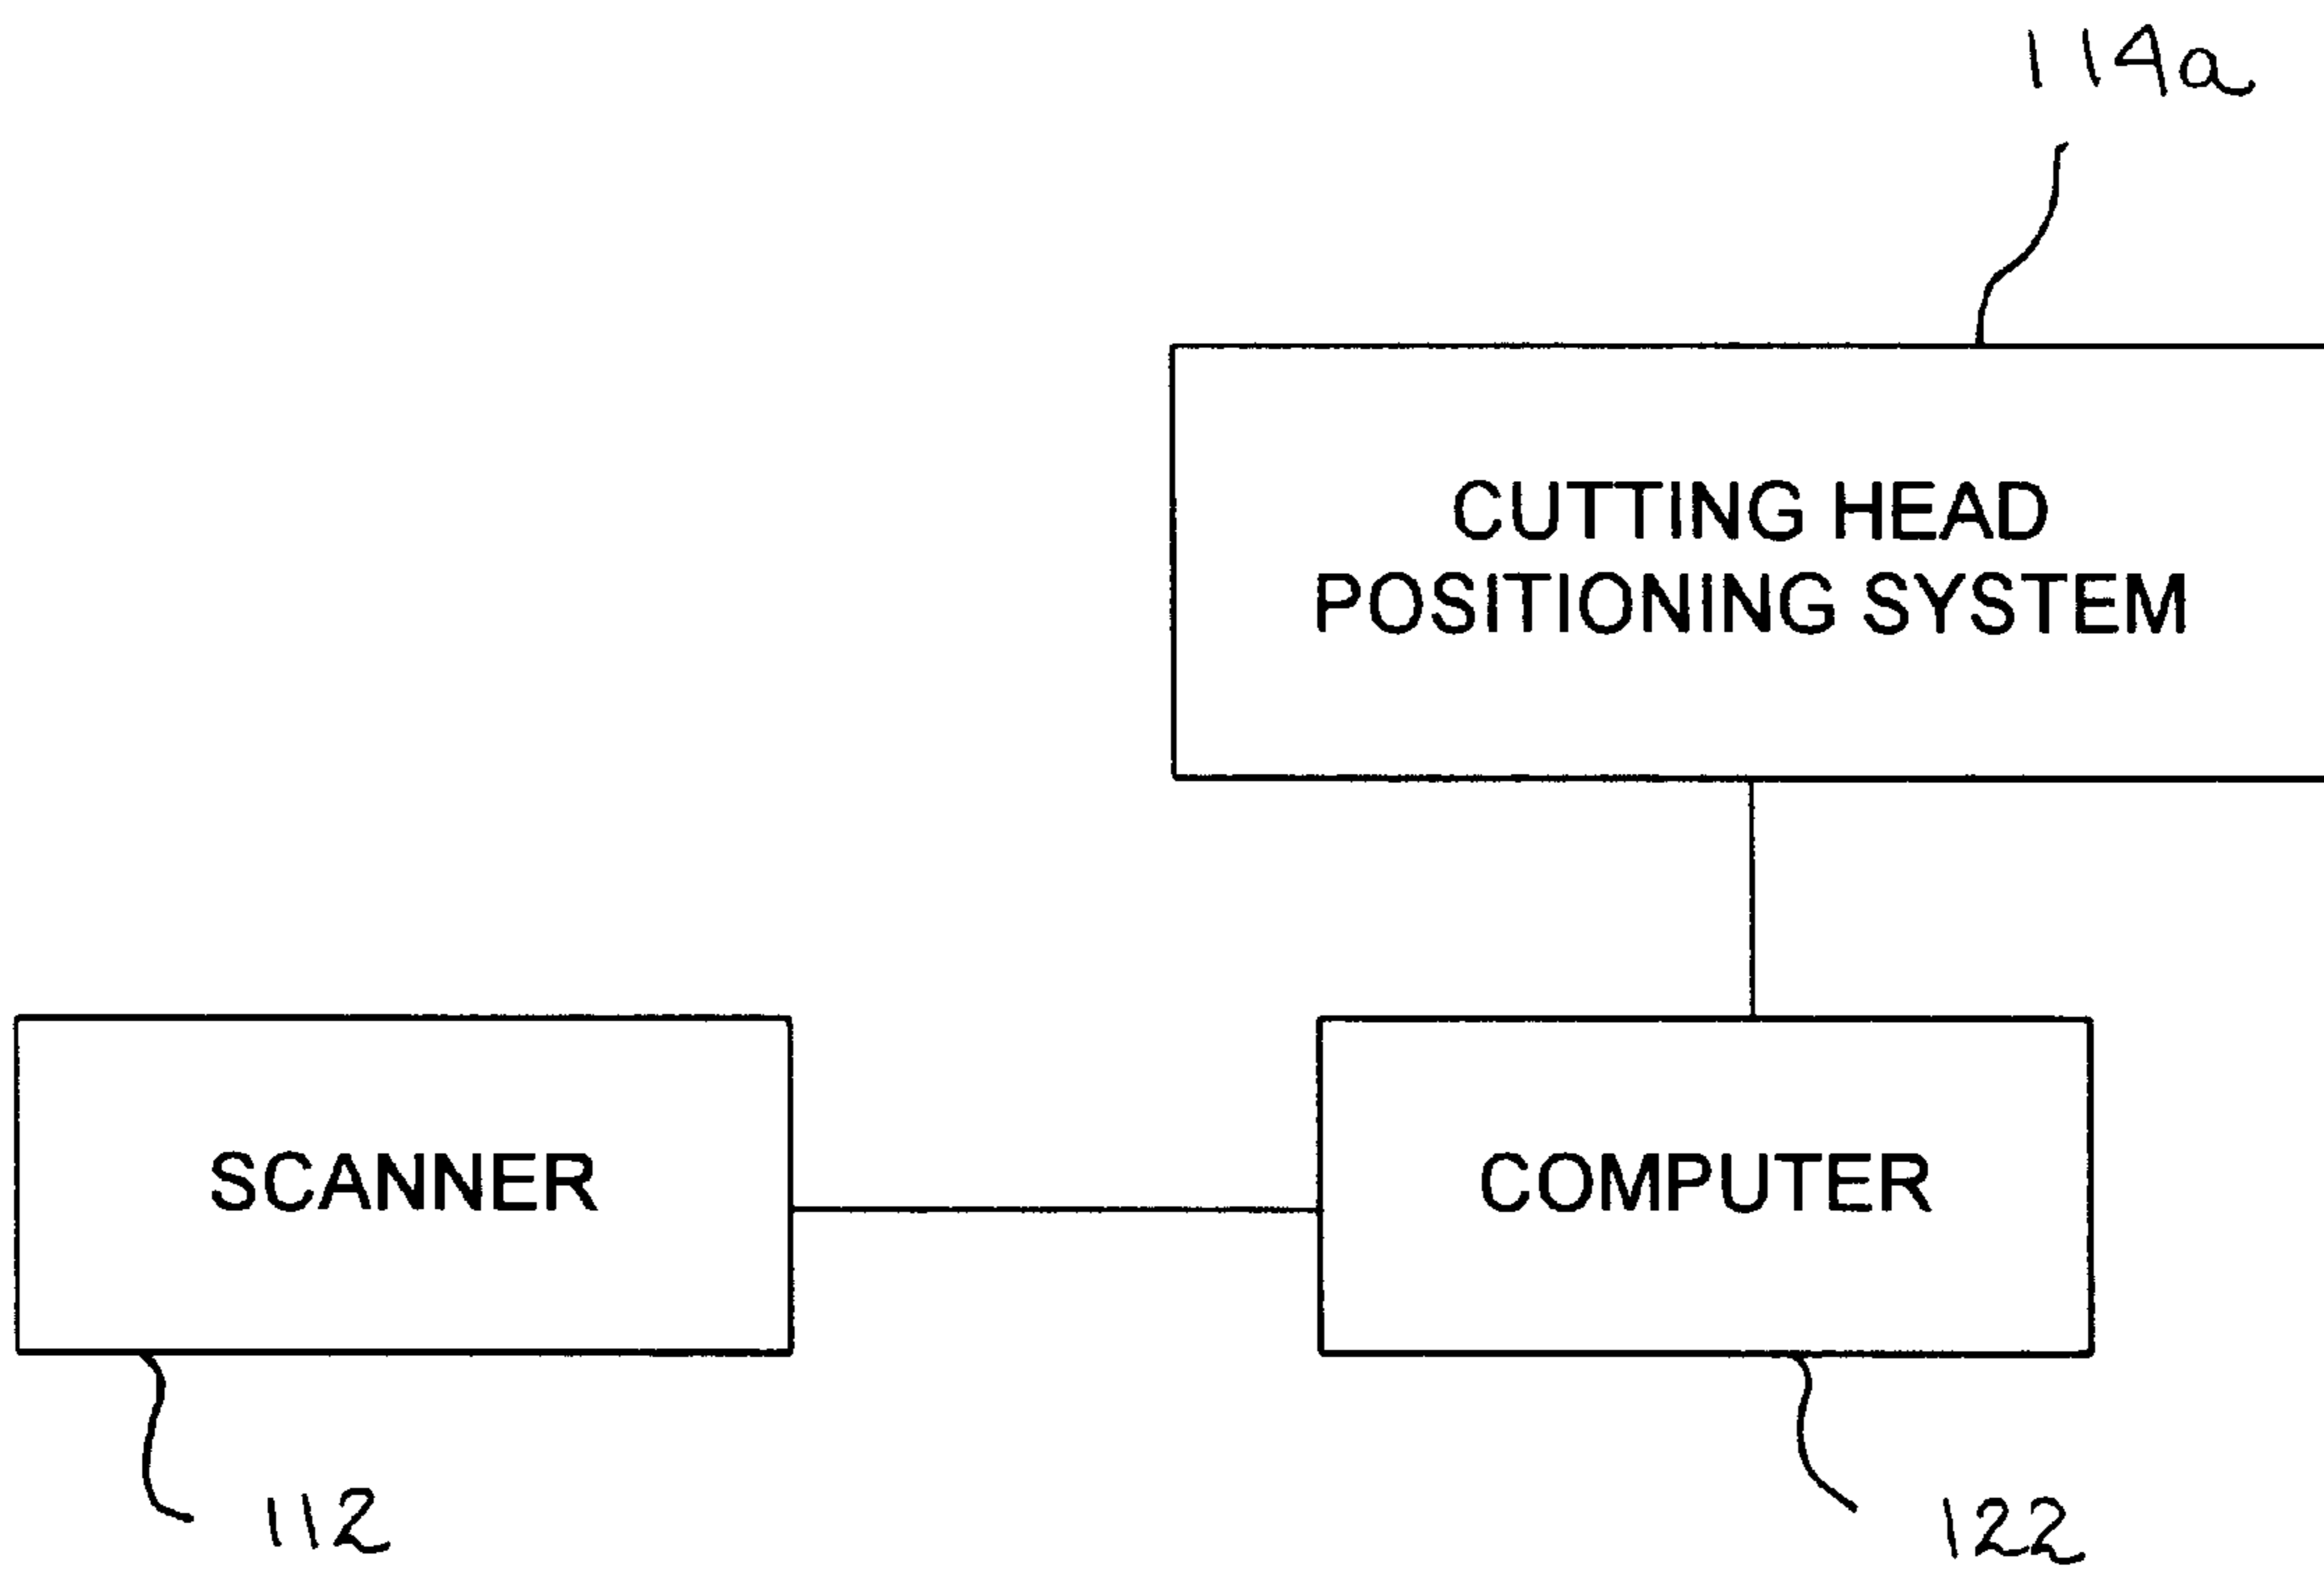 114a
CUTTING HEAD
POSITIONING SYSTEM
SCANNER
COMPUTER
112
122